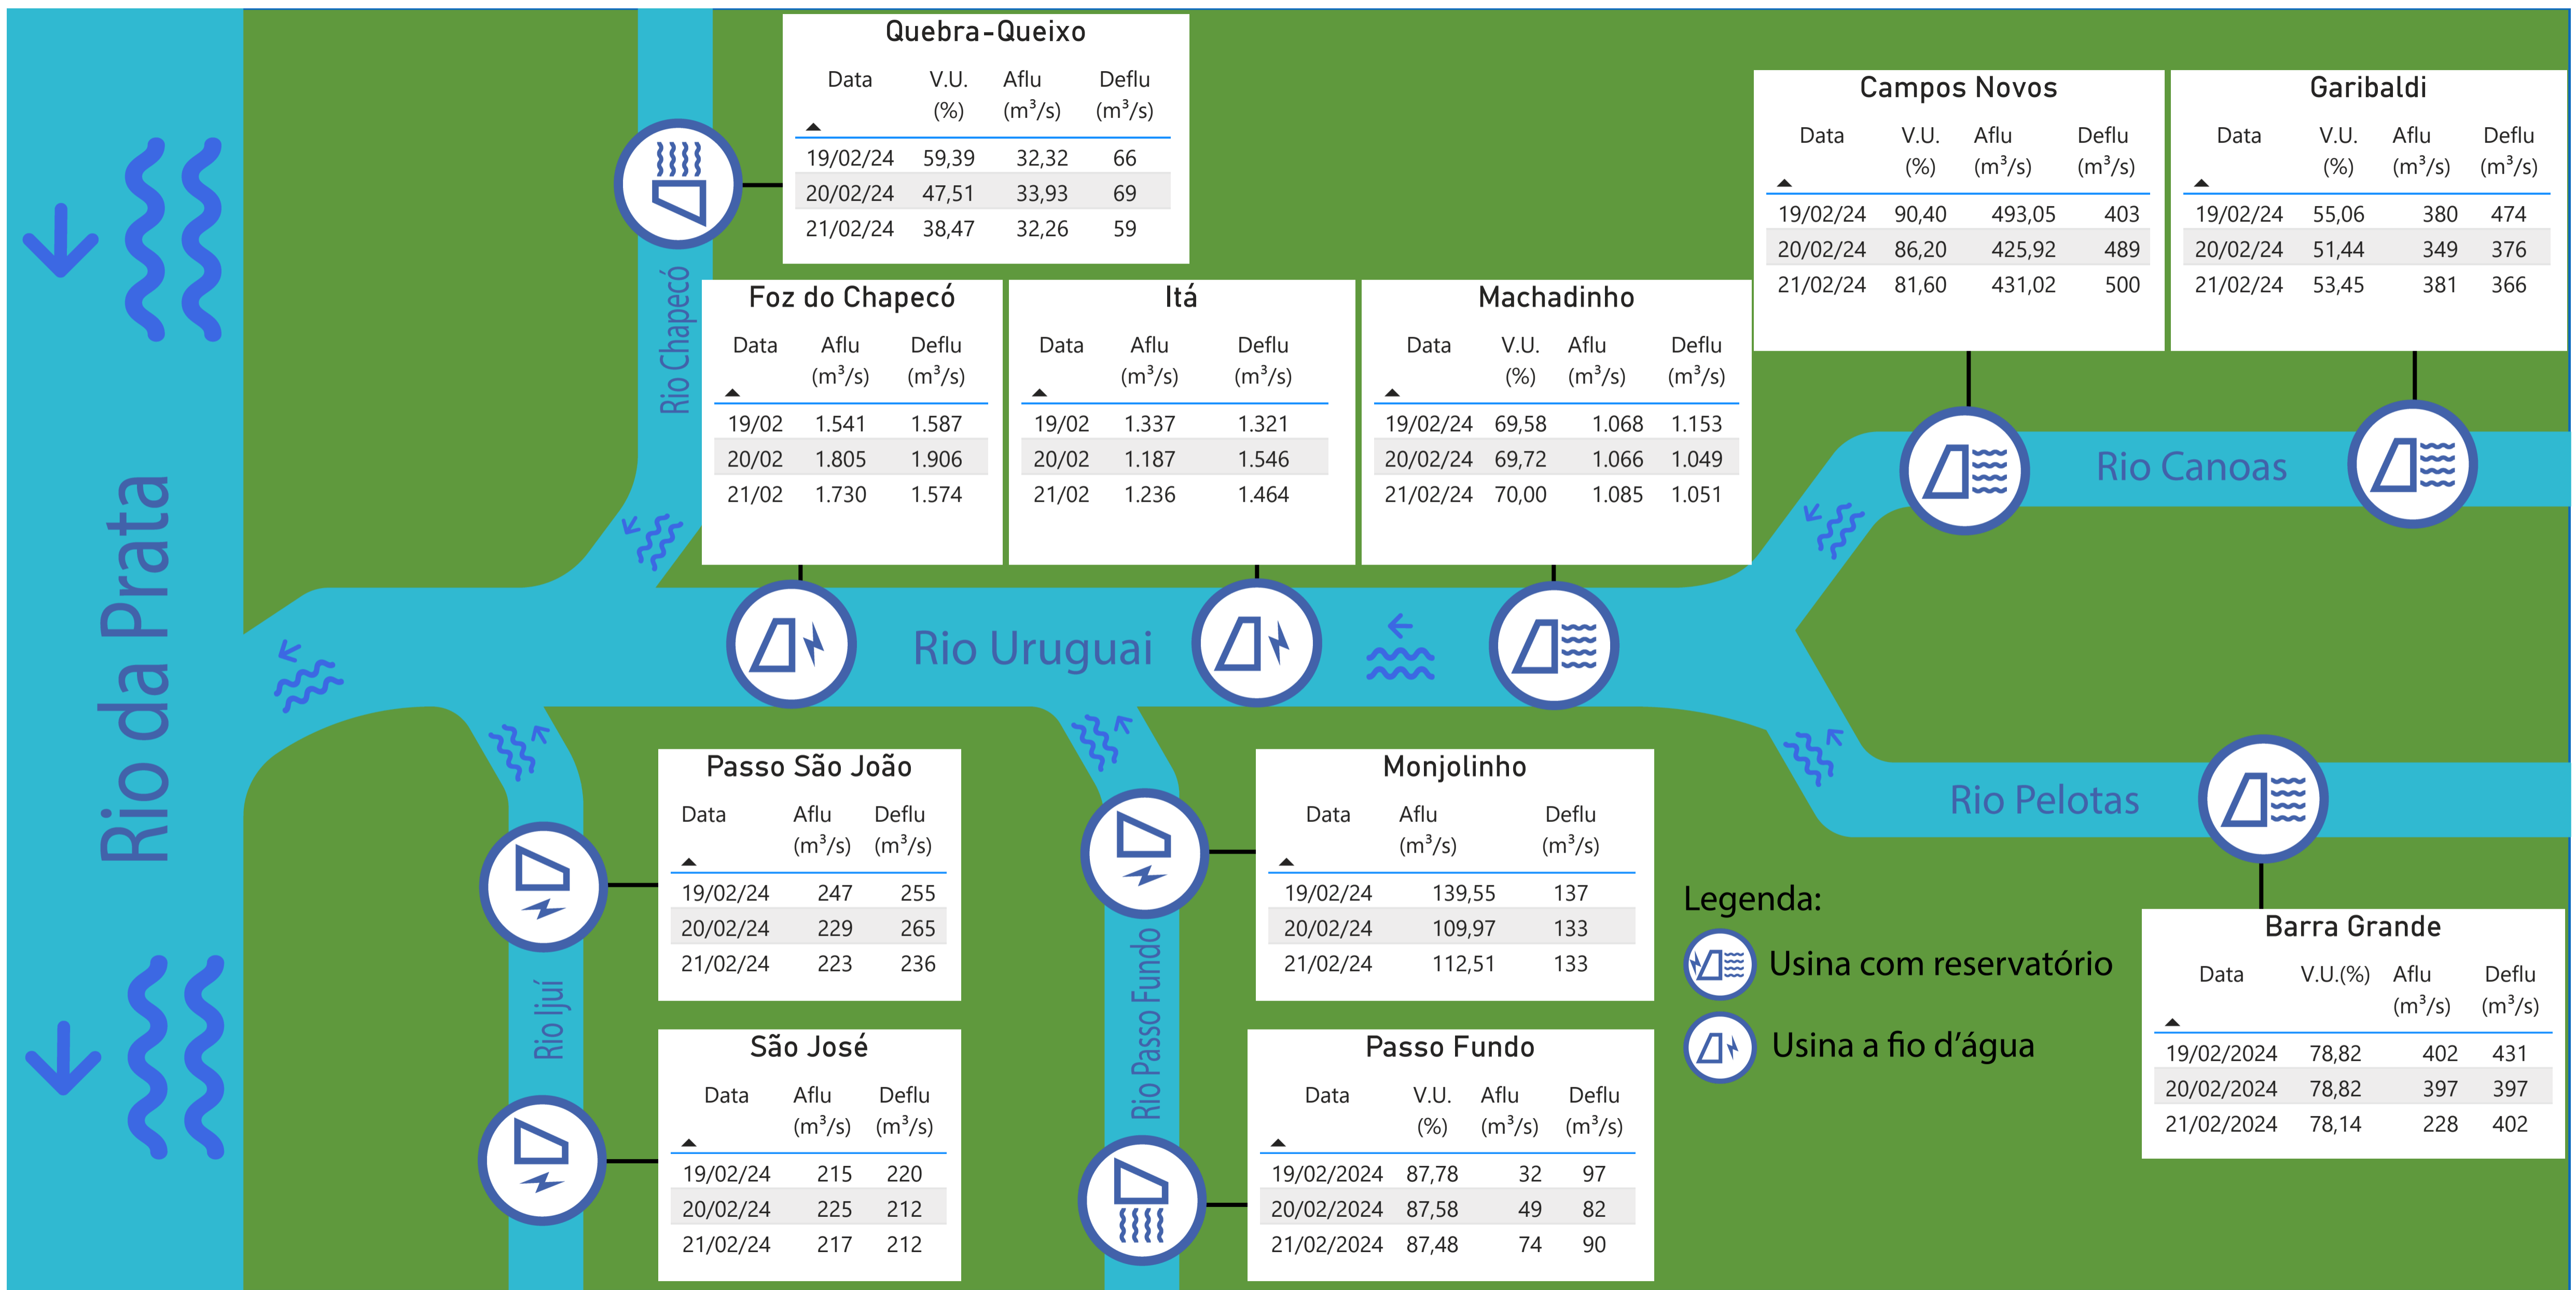 Quebra-Queixo
Data V.U. Aflu Deflu
(%) (m³/s) (m³/s)
19/02/24 59,39 32,32 66
20/02/24 47,51 33,93 69
21/02/24 38,47 32,26 59
Campos Novos
Data V.U. Aflu Deflu
(%) (m³/s) (m³/s)
19/02/24 90,40 493,05 403
20/02/24 86,20 425,92 489
21/02/24 81,60 431,02 500
Garibaldi
Data V.U. Aflu Deflu
(%) (m³/s) (m³/s)
19/02/24 55,06 380 474
20/02/24 51,44 349 376
21/02/24 53,45 381 366
Rio Chapecó
Foz do Chapecó
Data Aflu Deflu
(m³/s) (m³/s)
19/02 1.541 1.587
20/02 1.805 1.906
21/02 1.730 1.574
Itá
Data Aflu Deflu
(m³/s) (m³/s)
19/02 1.337 1.321
20/02 1.187 1.546
21/02 1.236 1.464
Machadinho
Data V.U. Aflu Deflu
(%) (m³/s) (m³/s)
19/02/24 69,58 1.068 1.153
20/02/24 69,72 1.066 1.049
21/02/24 70,00 1.085 1.051
Rio Canoas
Rio da Prata
Rio Uruguai
Rio Pelotas
Passo São João
Data Aflu Deflu
(m³/s) (m³/s)
19/02/24 247 255
20/02/24 229 265
21/02/24 223 236
Monjolinho
Data Aflu Deflu
(m³/s) (m³/s)
19/02/24 139,55 137
20/02/24 109,97 133
21/02/24 112,51 133
Rio Ijuí
Rio Passo Fundo
São José
Data Aflu Deflu
(m³/s) (m³/s)
19/02/24 215 220
20/02/24 225 212
21/02/24 217 212
Passo Fundo
Data V.U. Aflu Deflu
(%) (m³/s) (m³/s)
19/02/2024 87,78 32 97
20/02/2024 87,58 49 82
21/02/2024 87,48 74 90
Legenda:
Usina com reservatório
Usina a fio d’água
Barra Grande
Data V.U.(%) Aflu Deflu
(m³/s) (m³/s)
19/02/2024 78,82 402 431
20/02/2024 78,82 397 397
21/02/2024 78,14 228 402